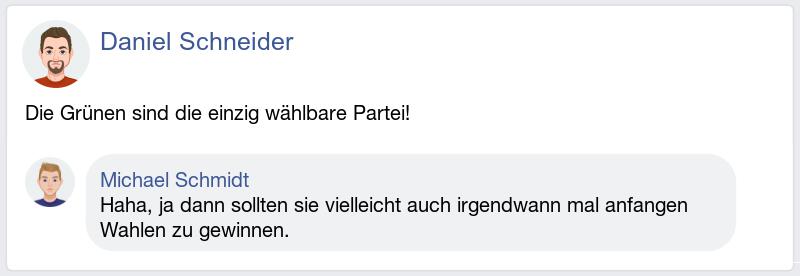 Daniel Schneider
Die Grünen sind die einzig wählbare Partei!
Michael Schmidt
Haha, ja dann sollten sie vielleicht auch irgendwann mal anfangen
Wahlen zu gewinnen.